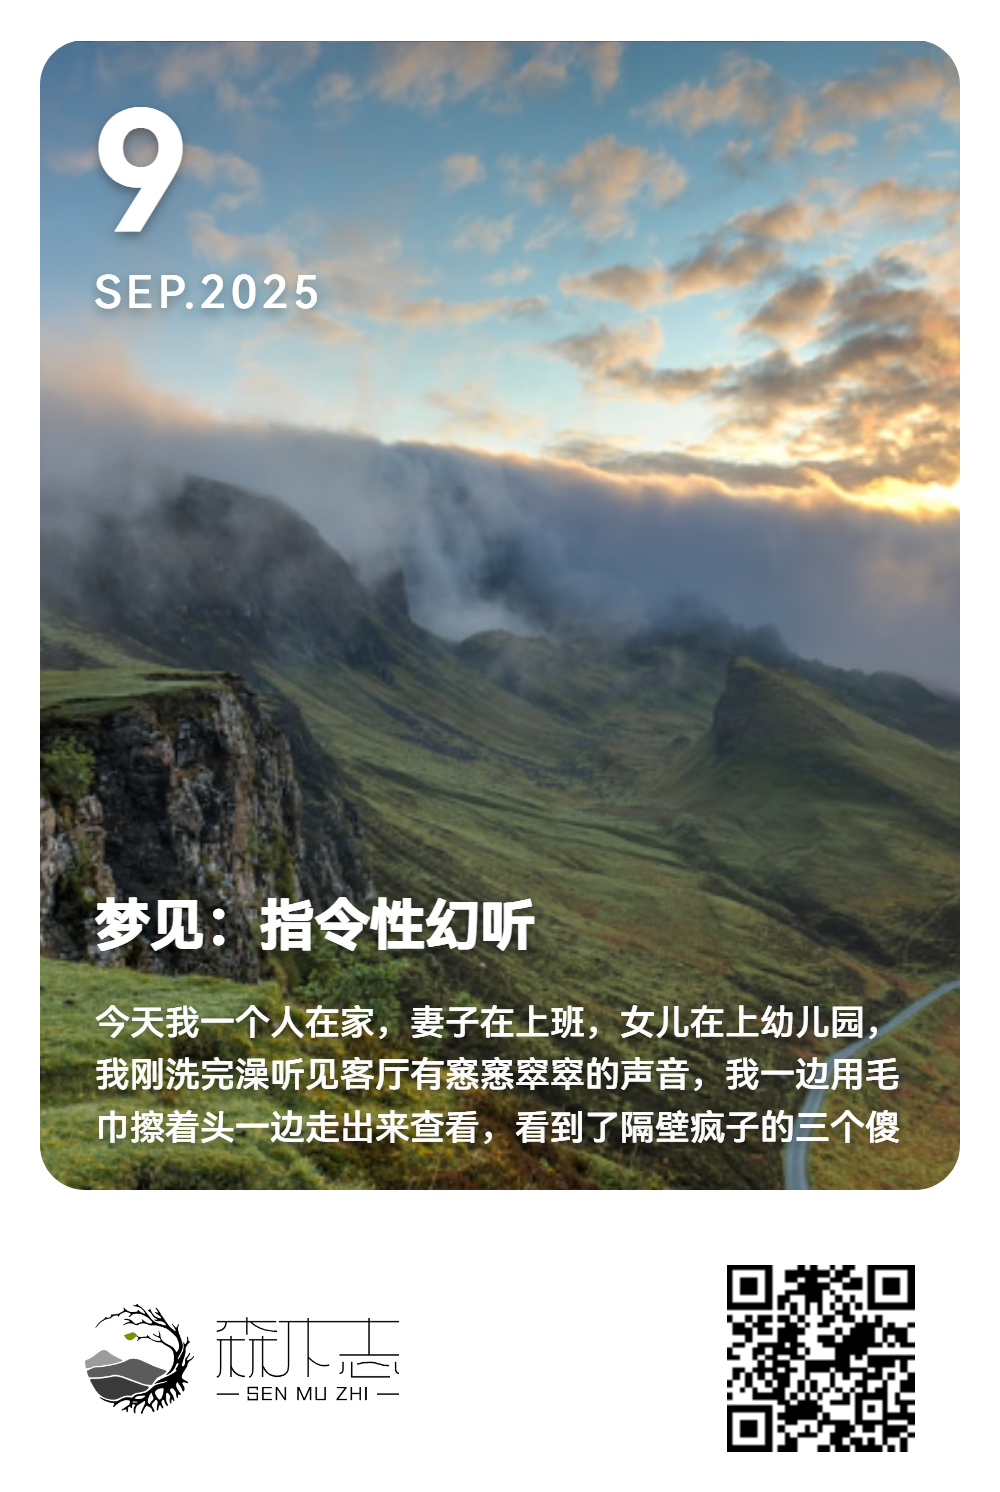 9
SEP.2025
梦见：指令性幻听
今天我一个人在家，妻子在上班，女儿在上幼儿园，
我刚洗完澡听见客厅有窸窸窣窣的声音，我一边用毛
巾擦着头一边走出来查看，看到了隔壁疯子的三个傻
森木志
SEN MU ZHI